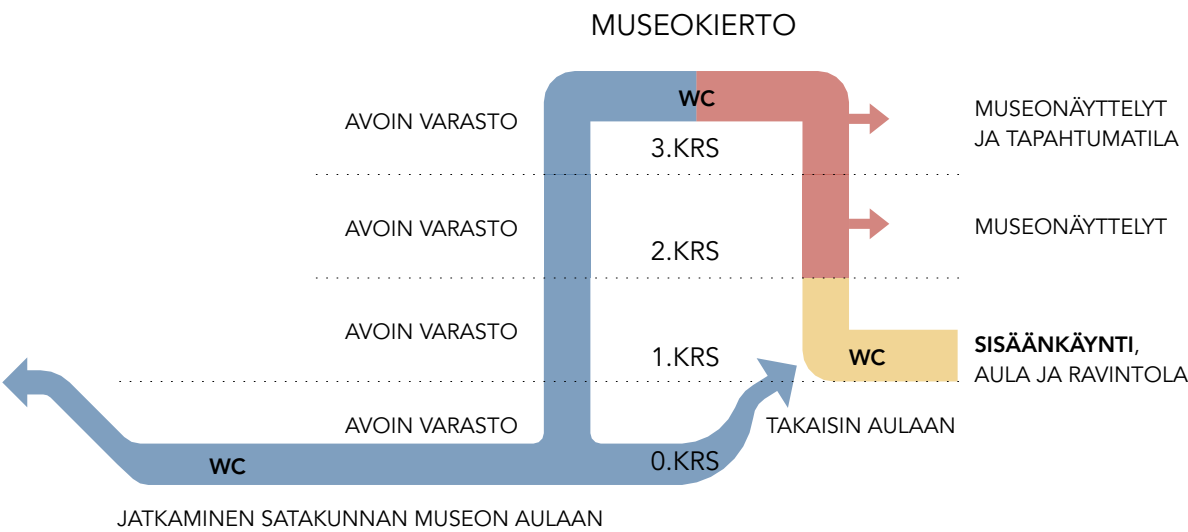 MUSEOKIERTO
WC
AVOIN VARASTO
3.KRS
MUSEONÄYTTELYT
JA TAPAHTUMATILA
AVOIN VARASTO
2.KRS
MUSEONÄYTTELYT
AVOIN VARASTO
1.KRS
WC
SISÄÄNKÄYNTI,
AULA JA RAVINTOLA
AVOIN VARASTO
TAKAISIN AULAAN
WC
0.KRS
JATKAMINEN SATAKUNNAN MUSEON AULAAN